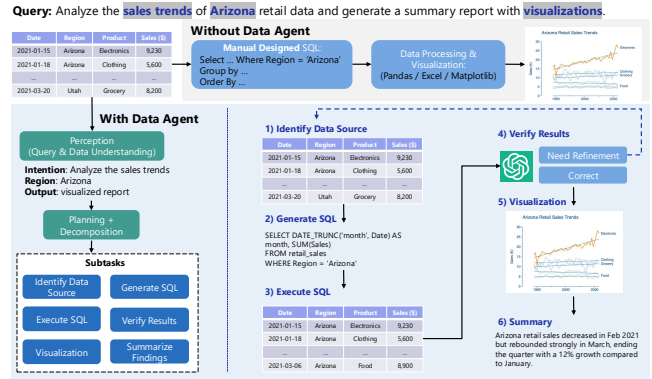 Query: Analyze the sales trends of Arizona retail data and generate a summary report with visualizations.
Without Data Agent
Date Region Product Sales ($)
2021-01-15 Arizona Electronics 9,230
2021-01-18 Arizona Clothing 5,600
... ... ... ...
2021-03-20 Utah Grocery 8,200
Manual Designed SQL:
Select ... Where Region = 'Arizona'
Group by ...
Order By ...
Data Processing &
Visualization:
(Pandas / Excel / Matplotlib)
Arizona Retail Sales Trends
Sales (K)
Electronics
Clothing
Grocery
Food
1990
2000
2010
2020
With Data Agent
Perception
(Query & Data Understanding)
Intention: Analyze the sales trends
Region: Arizona
Output: visualized report
Planning +
Decomposition
Subtasks
Identify Data
Source
Generate SQL
Execute SQL
Verify Results
Visualization
Summarize
Findings
1) Identify Data Source
Date Region Product Sales ($)
2021-01-15 Arizona Electronics 9,230
2021-01-18 Arizona Clothing 5,600
... ... ... ...
2021-03-20 Utah Grocery 8,200
2) Generate SQL
SELECT DATE_TRUNC('month', Date) AS
month, SUM(Sales)
FROM retail_sales
WHERE Region = 'Arizona'
3) Execute SQL
Date Region Product Sales ($)
2021-01-15 Arizona Electronics 9,230
2021-01-18 Arizona Clothing 5,600
... ... ... ...
2021-03-06 Arizona Food 8,900
4) Verify Results
Need Refinement
Correct
5) Visualization
Arizona Retail Sales Trends
Electronics
Clothing
Grocery
Food
6) Summary
Arizona retail sales decreased in Feb 2021
but rebounded strongly in March, ending
the quarter with a 12% growth compared
to January.